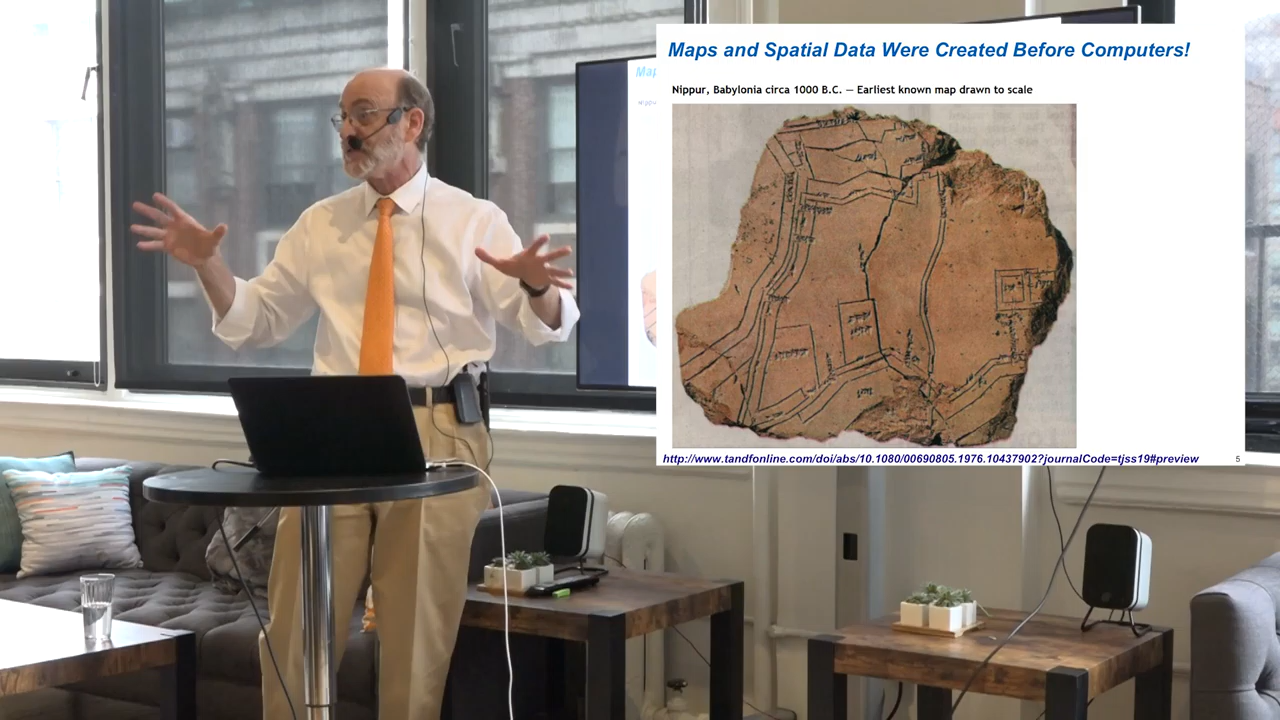 Maps and Spatial Data Were Created Before Computers!
Nippur, Babylonia circa 1000 B.C. — Earliest known map drawn to scale
http://www.tandfonline.com/doi/abs/10.1080/00690805.1976.10437902?journalCode=tjss19#preview
5
Map